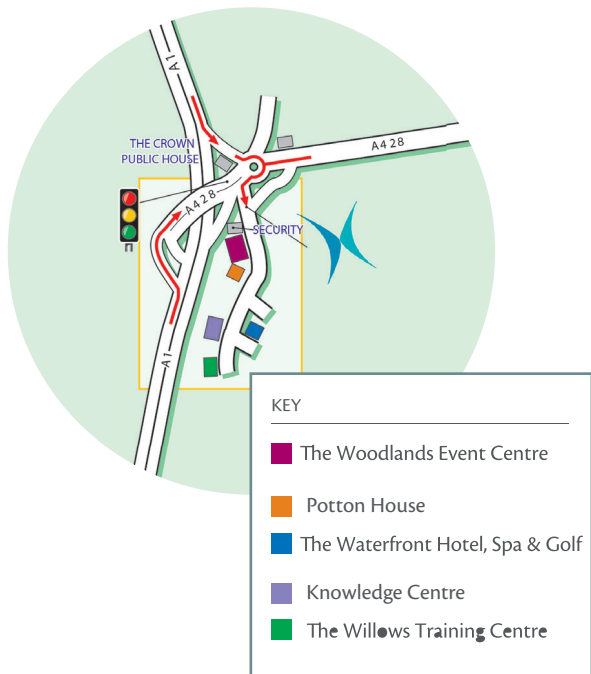 A1
THE CROWN
PUBLIC HOUSE
A428
A428
SECURITY
A1
KEY
The Woodlands Event Centre
Potton House
The Waterfront Hotel, Spa & Golf
Knowledge Centre
The Willows Training Centre